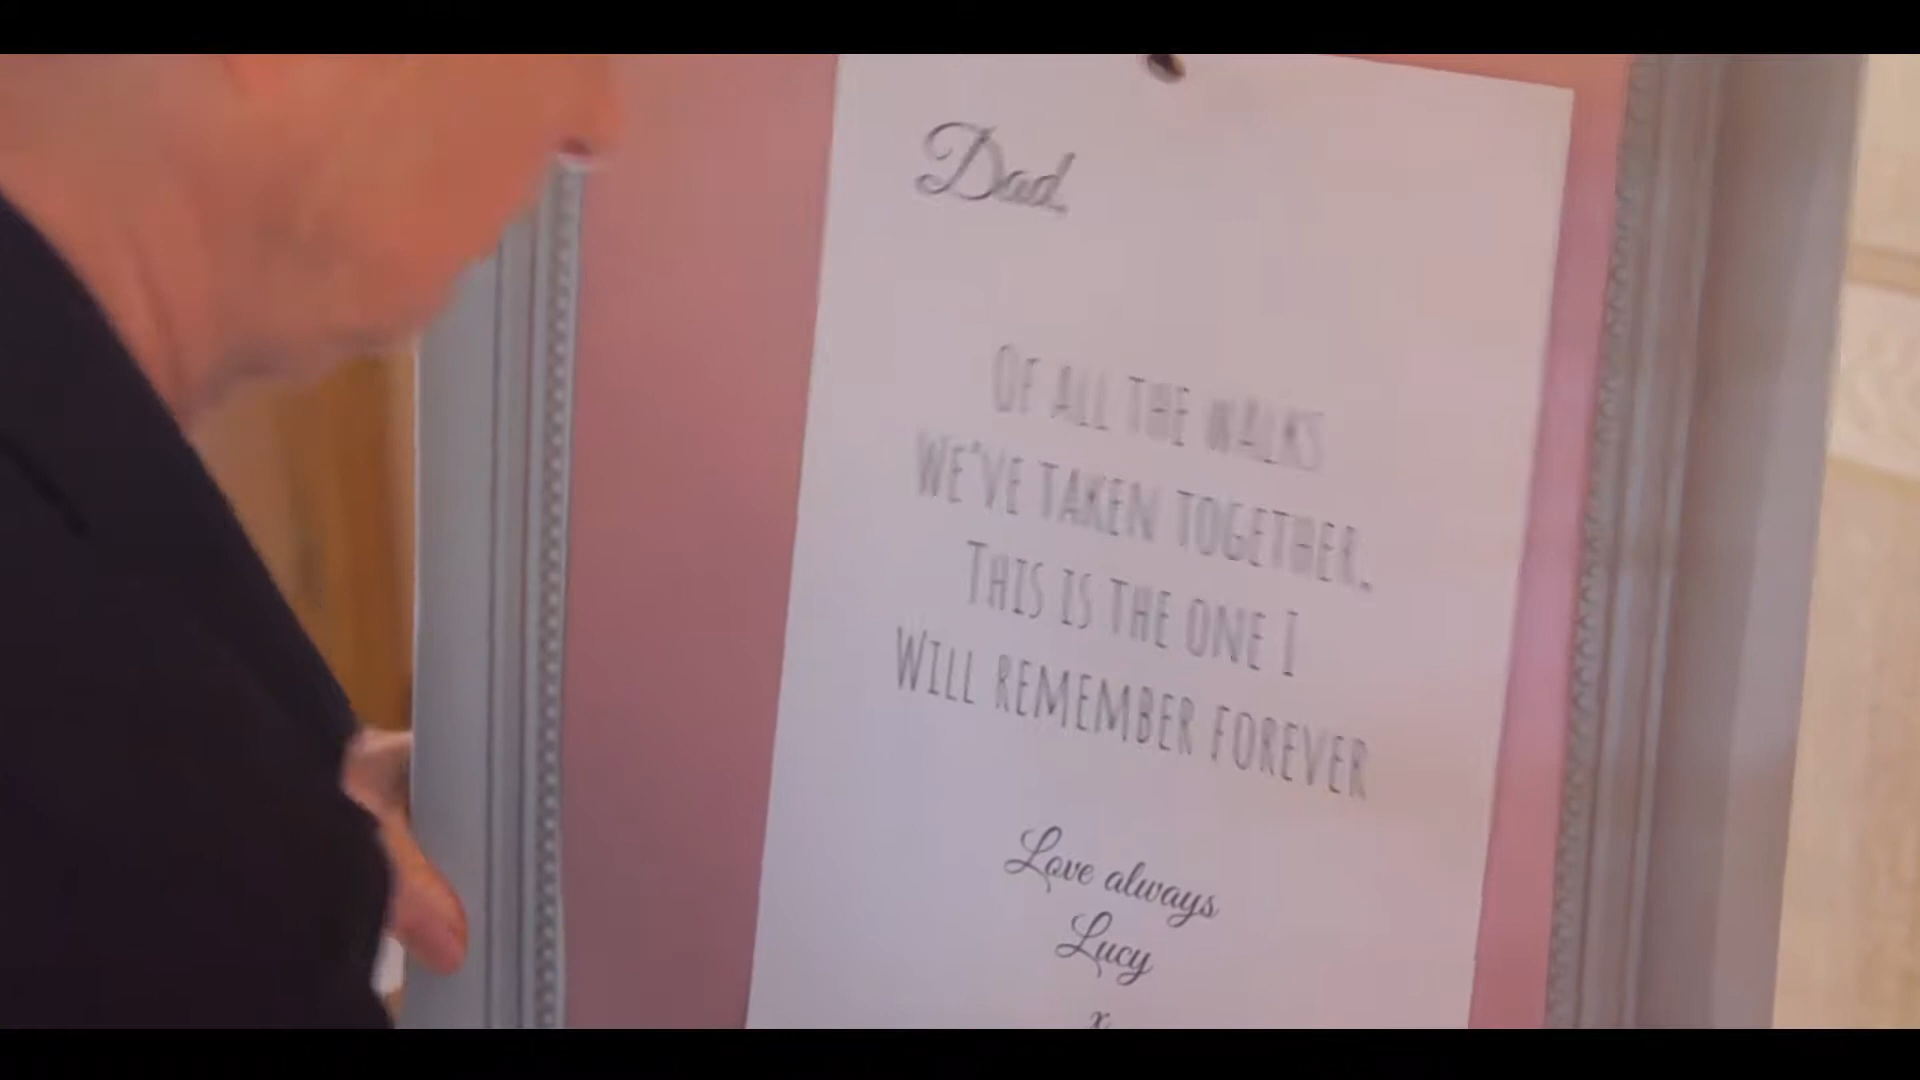 Dad,
OF ALL THE WALKS
WE'VE TAKEN TOGETHER.
THIS IS THE ONE I
WILL REMEMBER FOREVER
Love always
Lucy
x